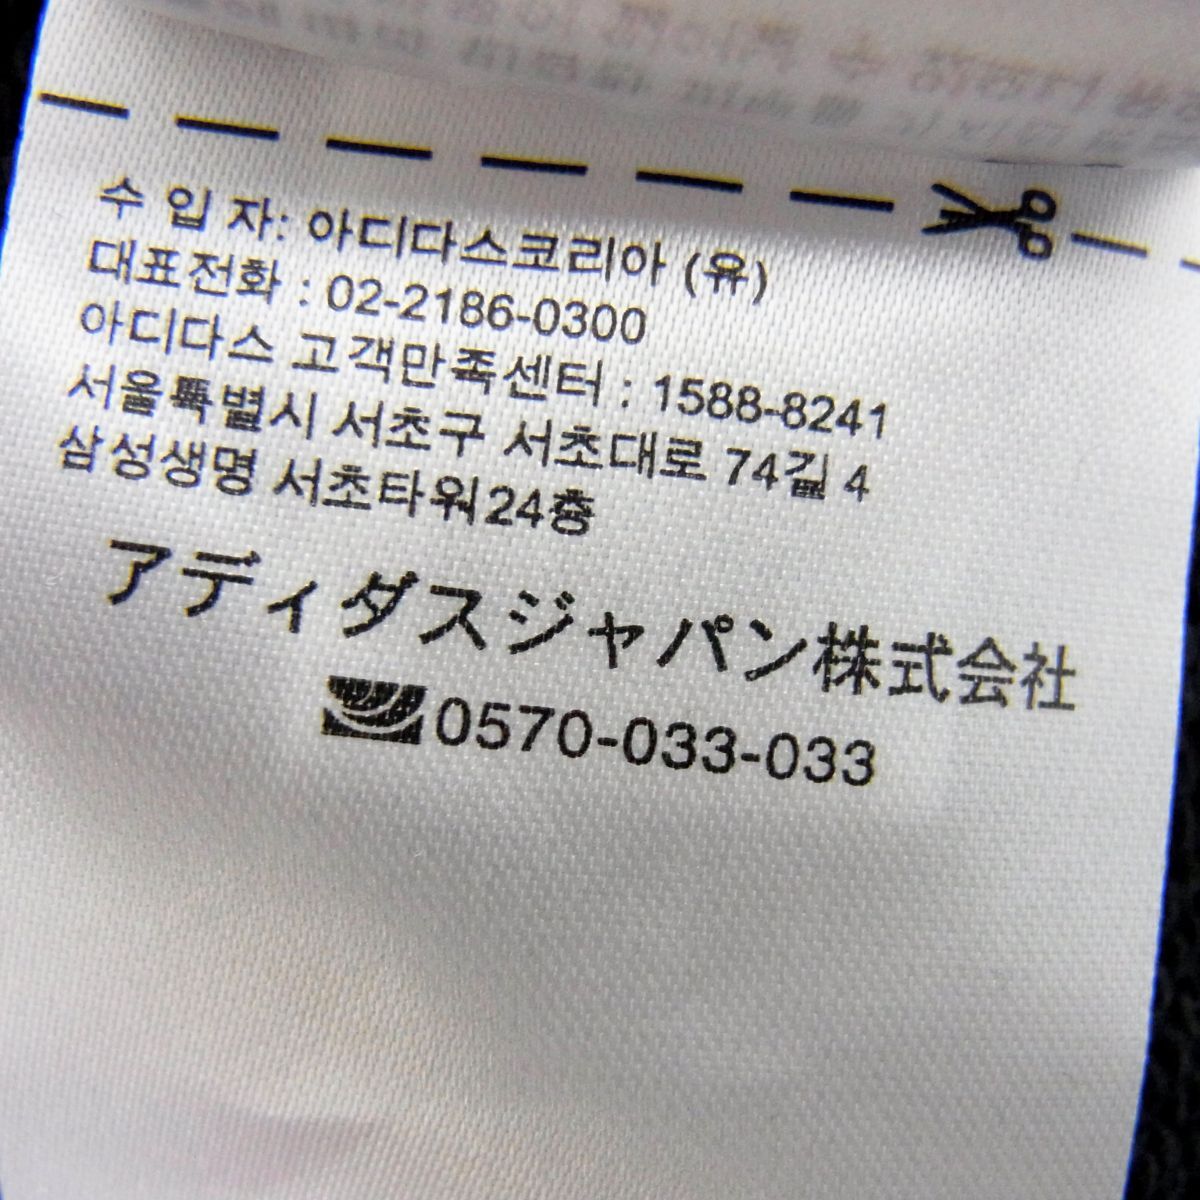 수 입 자: 아디다스코리아 (유)
대표전화 : 02-2186-0300
아디다스 고객만족센터 : 1588-8241
서울특별시 서초구 서초대로 74길 4
삼성생명 서초타워24층
アディダスジャパン株式会社
0570-033-033